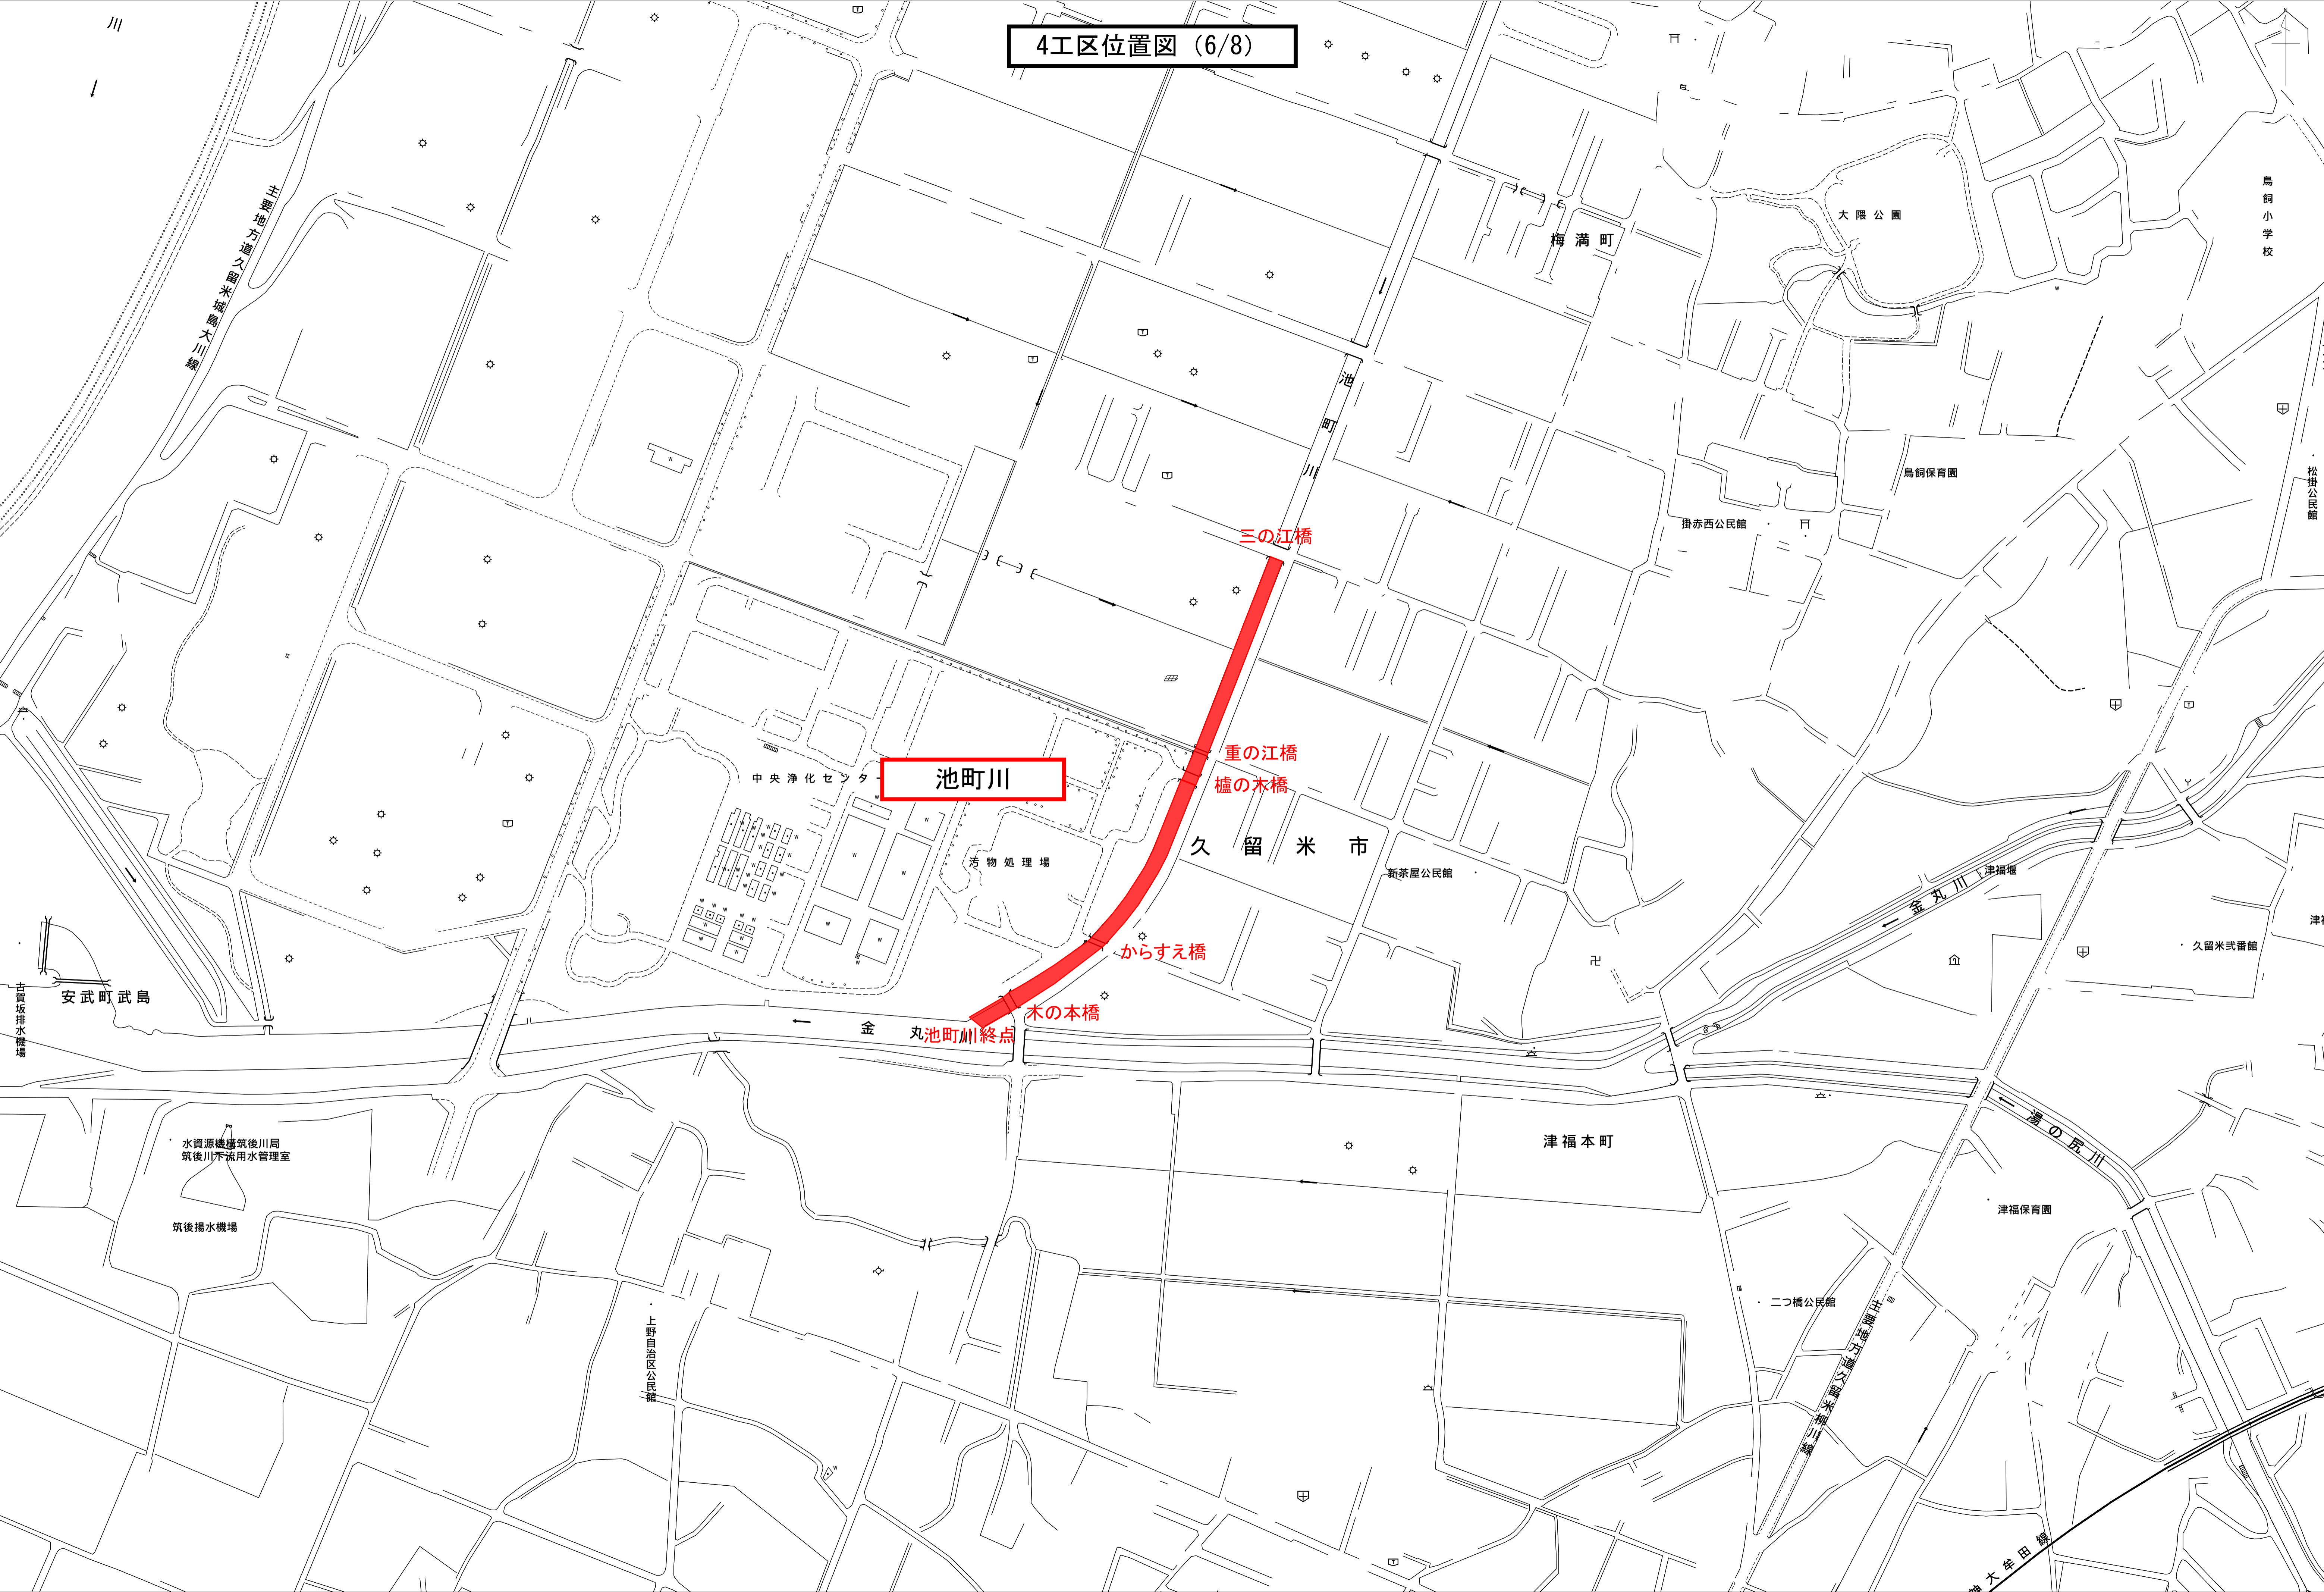 4工区位置図（6/8）
川
主要地方道久留米城島大川線
大隈公園
鳥飼小学校
梅満町
池町川
鳥飼保育園
掛赤西公民館
松掛公民館
三の江橋
重の江橋
櫨の木橋
池町川
中央浄化センター
久留米市
汚物処理場
新茶屋公民館
津福堰
金丸川
久留米弐番館
からすえ橋
木の本橋
池町川終点
金丸川
安武町武島
古賀坂排水機場
水資源機構筑後川局
筑後川下流用水管理室
筑後揚水機場
津福本町
湯の尻川
津福保育園
二つ橋公民館
主要地方道久留米柳川線
上野自治区公民館
大牟田線